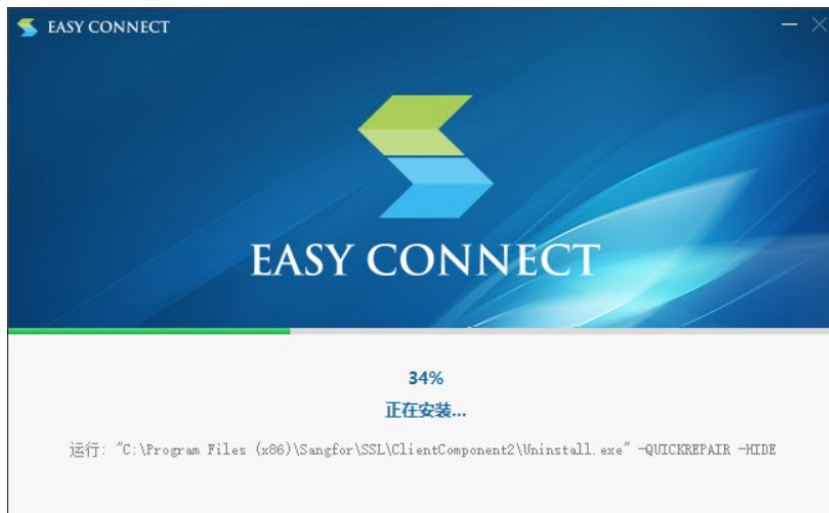 EASY CONNECT
EASY CONNECT
34%
正在安装...
运行: "C:\Program Files (x86)\Sangfor\SSL\ClientComponent2\Uninstall.exe" -QUICKREPAIR -HIDE